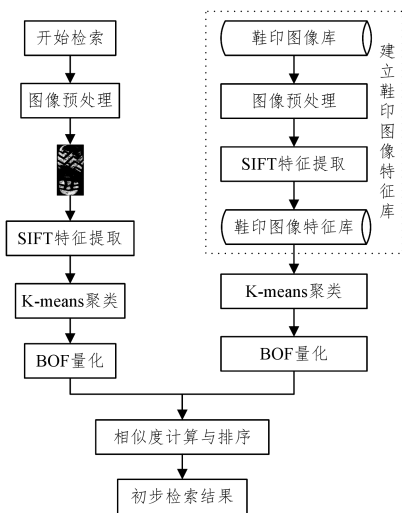 开始检索
图像预处理
SIFT特征提取
K-means聚类
BOF量化
鞋印图像库
图像预处理
SIFT特征提取
鞋印图像特征库
建立鞋印图像特征库
K-means聚类
BOF量化
相似度计算与排序
初步检索结果